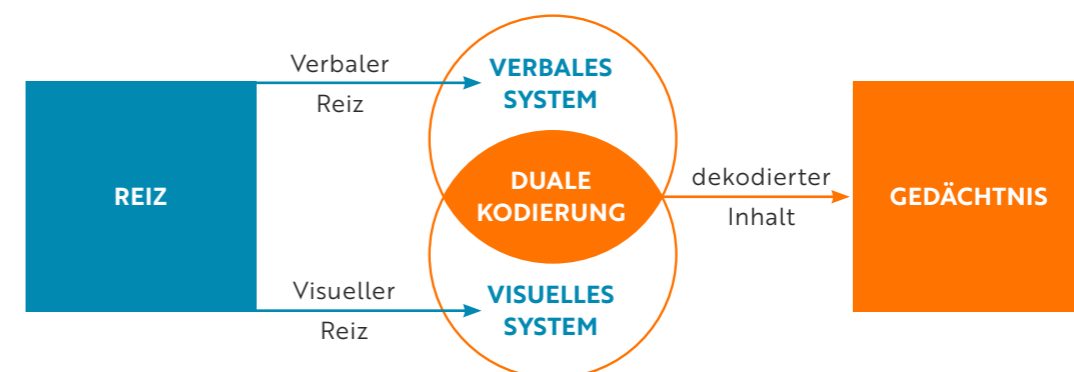 REIZ
Verbaler
Reiz
Visueller
Reiz
VERBALES
SYSTEM
DUALE
KODIERUNG
VISUELLES
SYSTEM
dekodierter
Inhalt
GEDÄCHTNIS